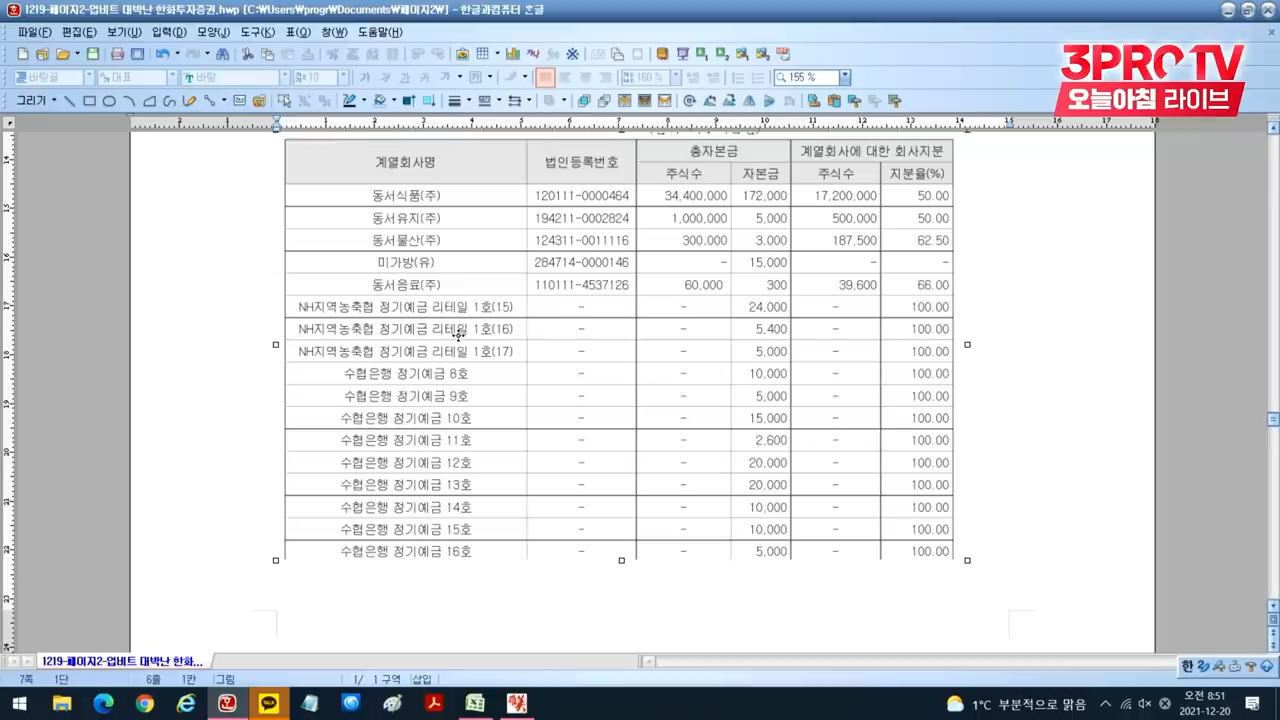 1219-페이지2-업비트 대박난 한화투자증권.hwp [C:₩Users₩progr₩Documents₩페이지2₩] - 한글과컴퓨터 한글
파일(F) 편집(E) 보기(U) 입력(D) 모양(J) 도구(K) 표(Q) 창(W) 도움말(H)
바탕글 대표 바탕 10 160 % 155 %
3PROTV
오늘아침 라이브
그리기
계열회사명 법인등록번호 총자본금 계열회사에 대한 회사지분
주식수 자본금 주식수 지분율(%)
동서식품(주) 120111-0000464 34,400,000 172,000 17,200,000 50.00
동서유지(주) 194211-0002824 1,000,000 5,000 500,000 50.00
동서물산(주) 124311-0011116 300,000 3,000 187,500 62.50
미가방(유) 284714-0000146 - 15,000 - -
동서음료(주) 110111-4537126 60,000 300 39,600 66.00
NH지역농축협 정기예금 리테일 1호(15) - - 24,000 - 100.00
NH지역농축협 정기예금 리테일 1호(16) - - 5,400 - 100.00
NH지역농축협 정기예금 리테일 1호(17) - - 5,000 - 100.00
수협은행 정기예금 8호 - - 10,000 - 100.00
수협은행 정기예금 9호 - - 5,000 - 100.00
수협은행 정기예금 10호 - - 15,000 - 100.00
수협은행 정기예금 11호 - - 2,600 - 100.00
수협은행 정기예금 12호 - - 20,000 - 100.00
수협은행 정기예금 13호 - - 20,000 - 100.00
수협은행 정기예금 14호 - - 10,000 - 100.00
수협은행 정기예금 15호 - - 10,000 - 100.00
수협은행 정기예금 16호 - - 5,000 - 100.00
1219-페이지2-업비트 대박난 한화...
7쪽 1단 6줄 1칸 그림 1/ 1 구역 삽입
1°C 부분적으로 맑음
오전 8:51
2021-12-20